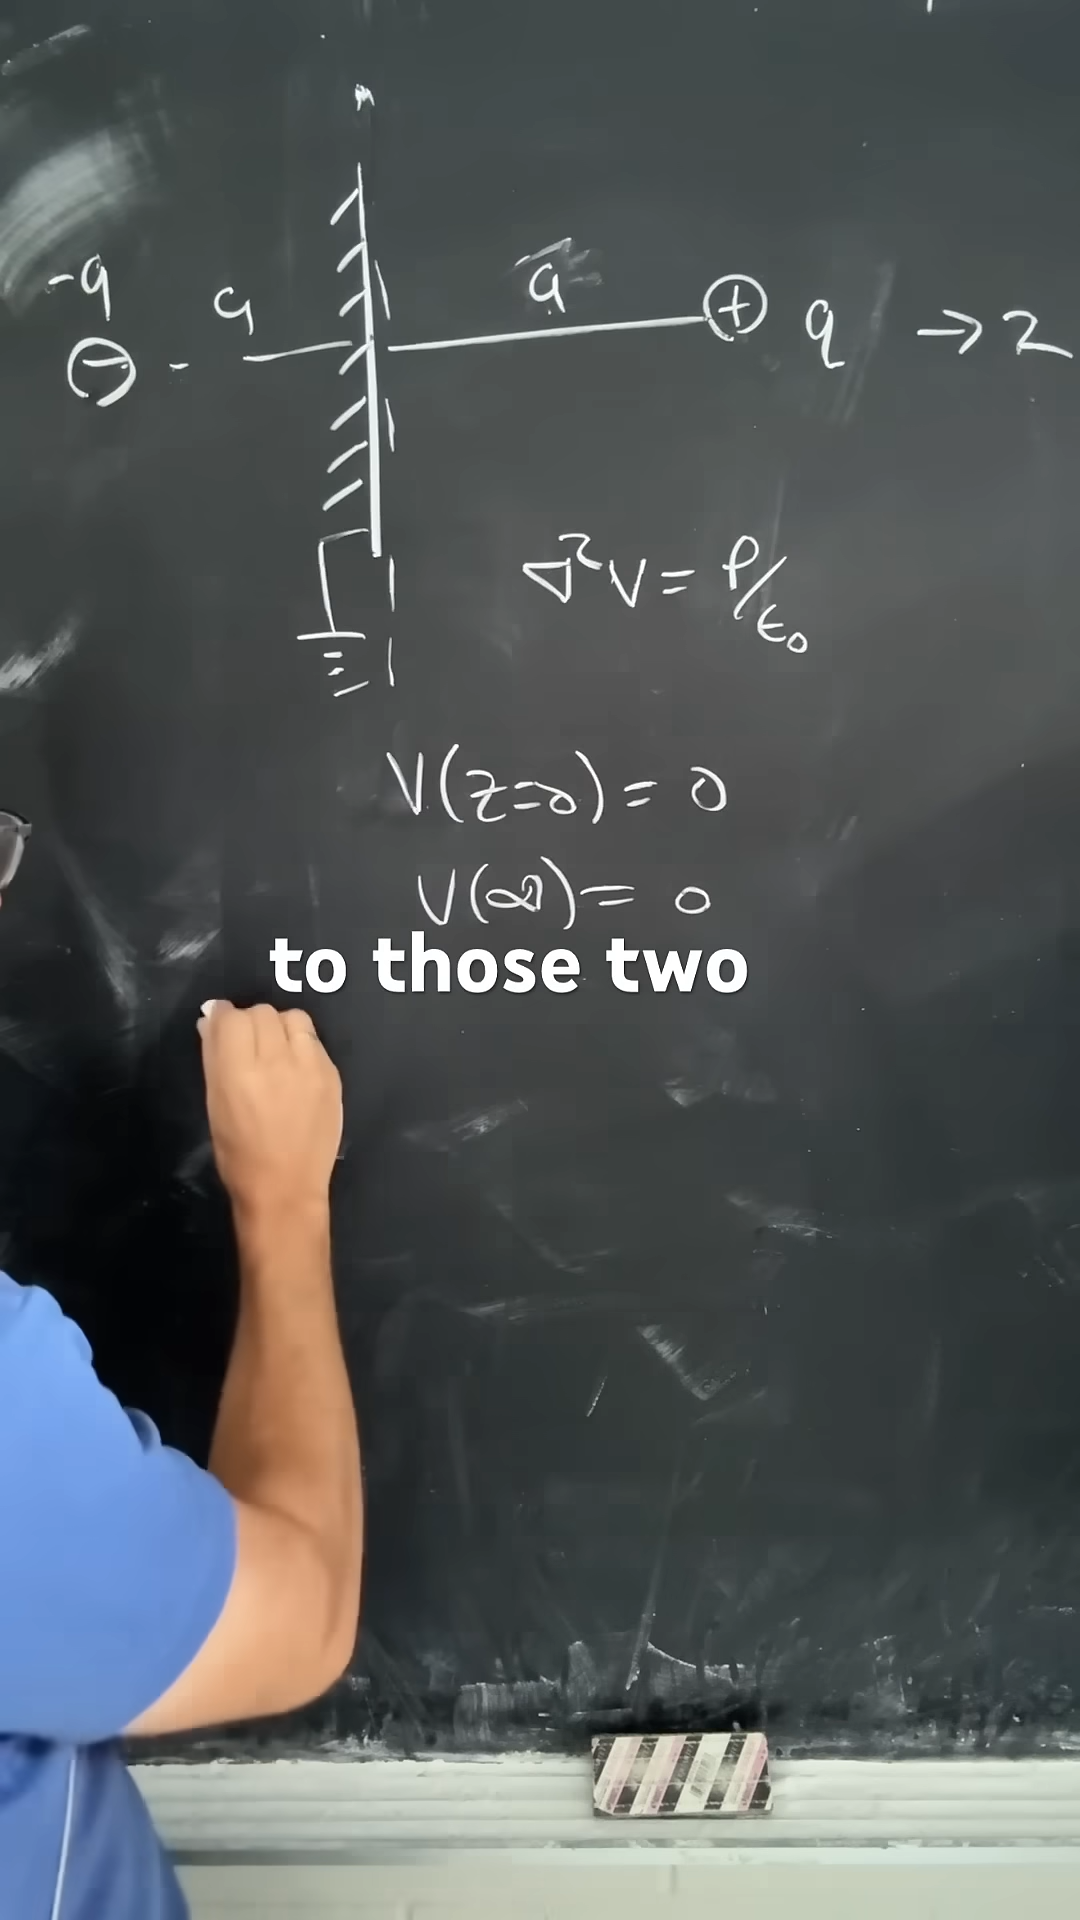 -q a a + q → z
∇²V = ρ/ε₀
V(z=0) = 0
V(∞) = 0
to those two